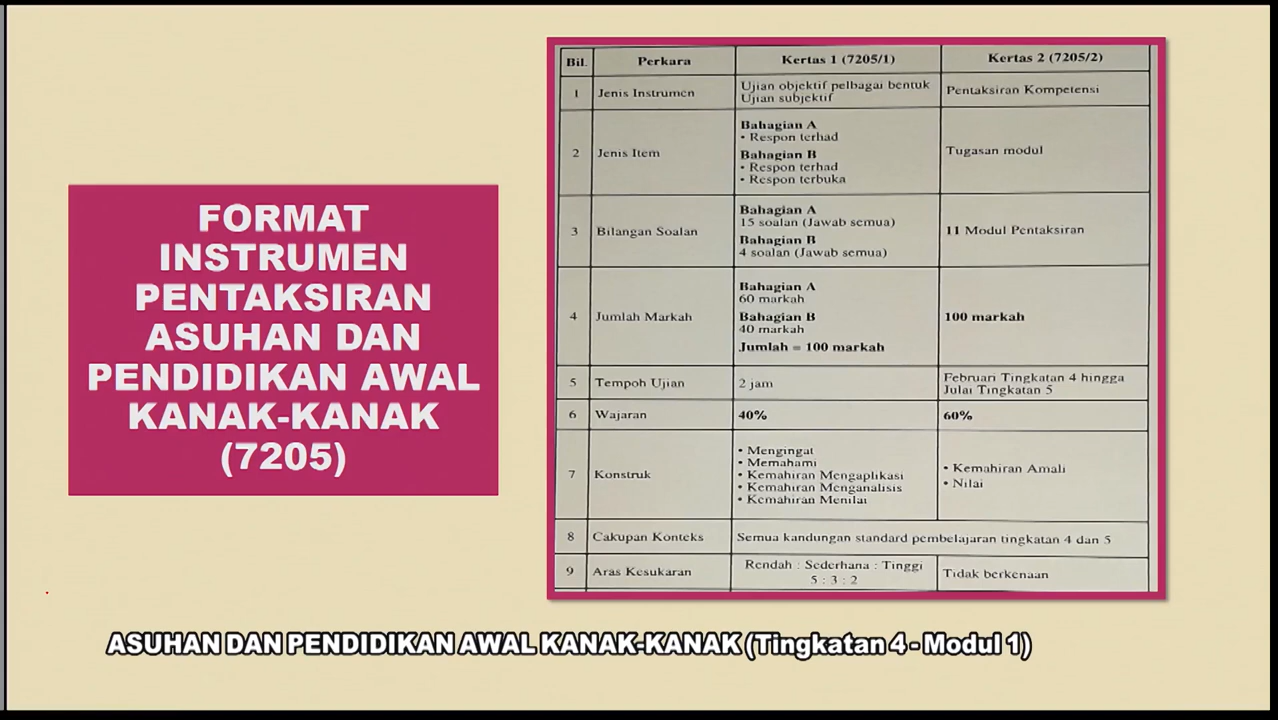 FORMAT
INSTRUMEN
PENTAKSIRAN
ASUHAN DAN
PENDIDIKAN AWAL
KANAK-KANAK
(7205)
Bil. Perkara Kertas 1 (7205/1) Kertas 2 (7205/2)
1 Jenis Instrumen Ujian objektif pelbagai bentuk Pentaksiran Kompetensi
Ujian subjektif
2 Jenis Item Bahagian A Tugasan modul
• Respon terhad
Bahagian B
• Respon terhad
• Respon terbuka
3 Bilangan Soalan Bahagian A 11 Modul Pentaksiran
15 soalan (Jawab semua)
Bahagian B
4 soalan (Jawab semua)
4 Jumlah Markah Bahagian A 100 markah
60 markah
Bahagian B
40 markah
Jumlah = 100 markah
5 Tempoh Ujian 2 jam Februari Tingkatan 4 hingga
Julai Tingkatan 5
6 Wajaran 40% 60%
7 Konstruk • Mengingat • Kemahiran Amali
• Memahami • Nilai
• Kemahiran Mengaplikasi
• Kemahiran Menganalisis
• Kemahiran Menilai
8 Cakupan Konteks Semua kandungan standard pembelajaran tingkatan 4 dan 5
9 Aras Kesukaran Rendah : Sederhana : Tinggi Tidak berkenaan
5 : 3 : 2
ASUHAN DAN PENDIDIKAN AWAL KANAK-KANAK (Tingkatan 4 - Modul 1)